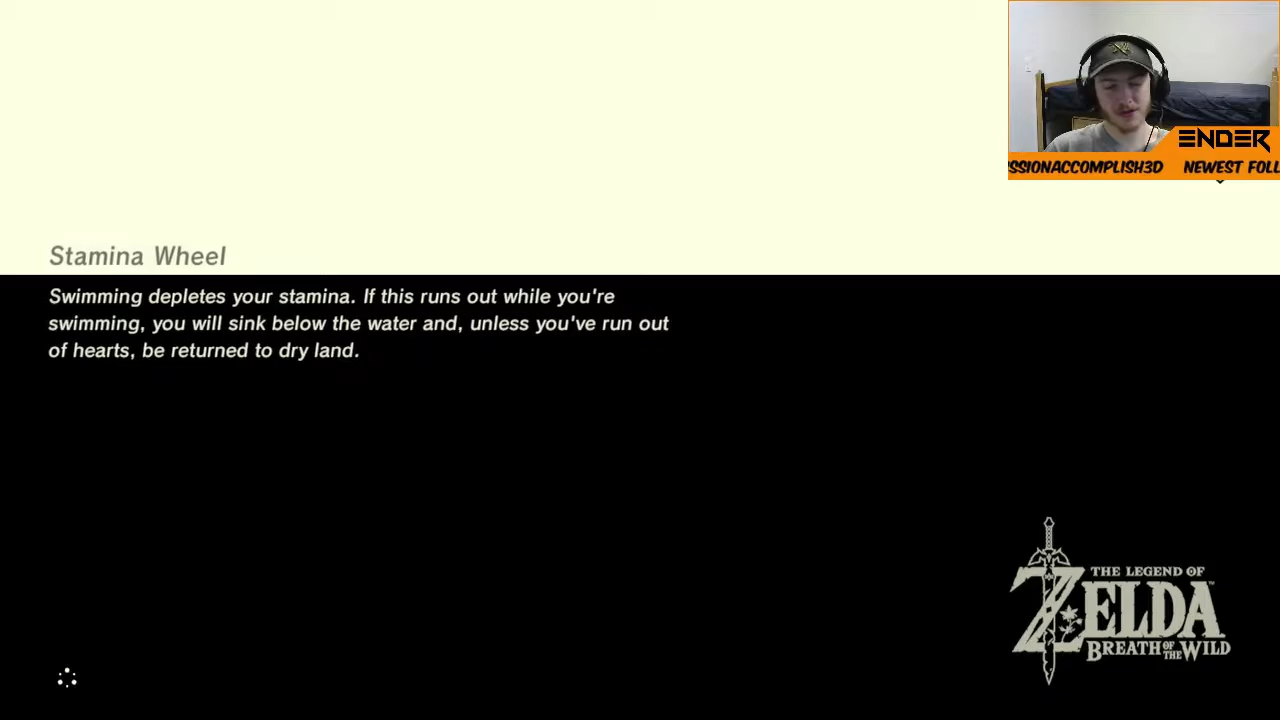 ENDER
SSIONACCOMPLISH3D NEWEST FOLL
Stamina Wheel
Swimming depletes your stamina. If this runs out while you're
swimming, you will sink below the water and, unless you've run out
of hearts, be returned to dry land.
THE LEGEND OF
ZELDA
BREATH OF THE WILD